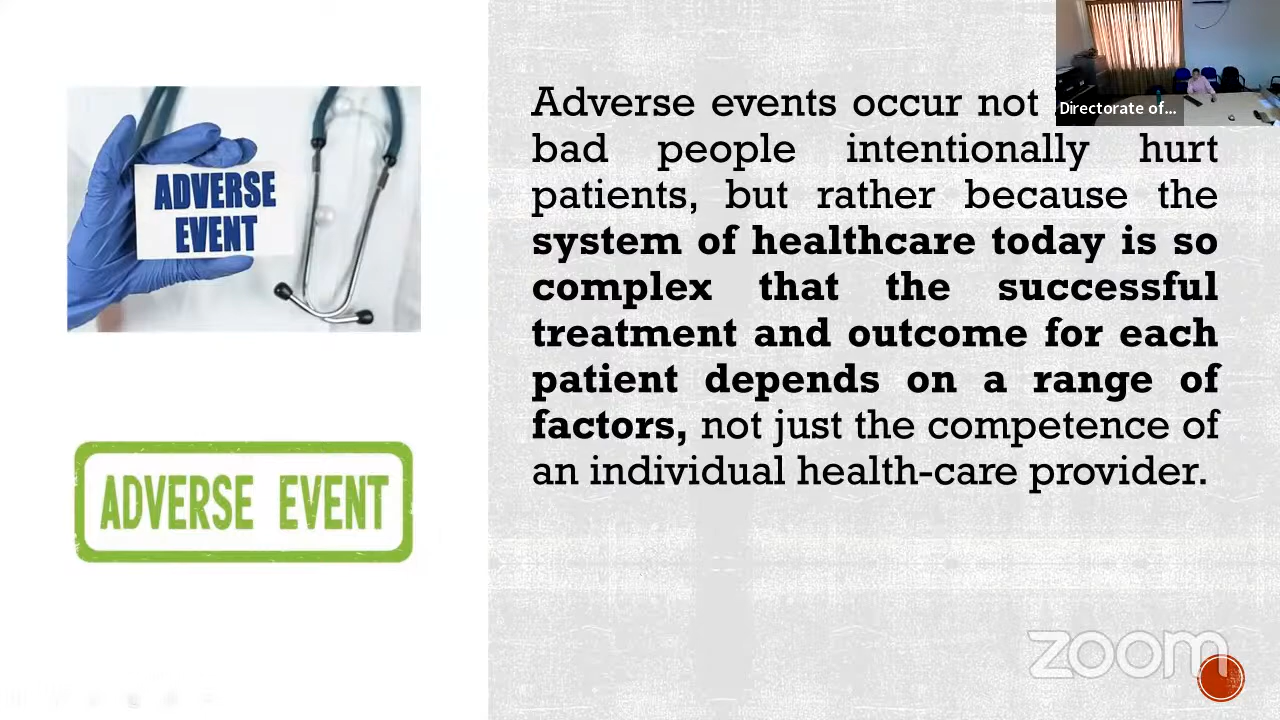 ADVERSE
EVENT
ADVERSE EVENT
Adverse events occur not
bad people intentionally hurt
patients, but rather because the
system of healthcare today is so
complex that the successful
treatment and outcome for each
patient depends on a range of
factors, not just the competence of
an individual health-care provider.
Directorate of...
zoom